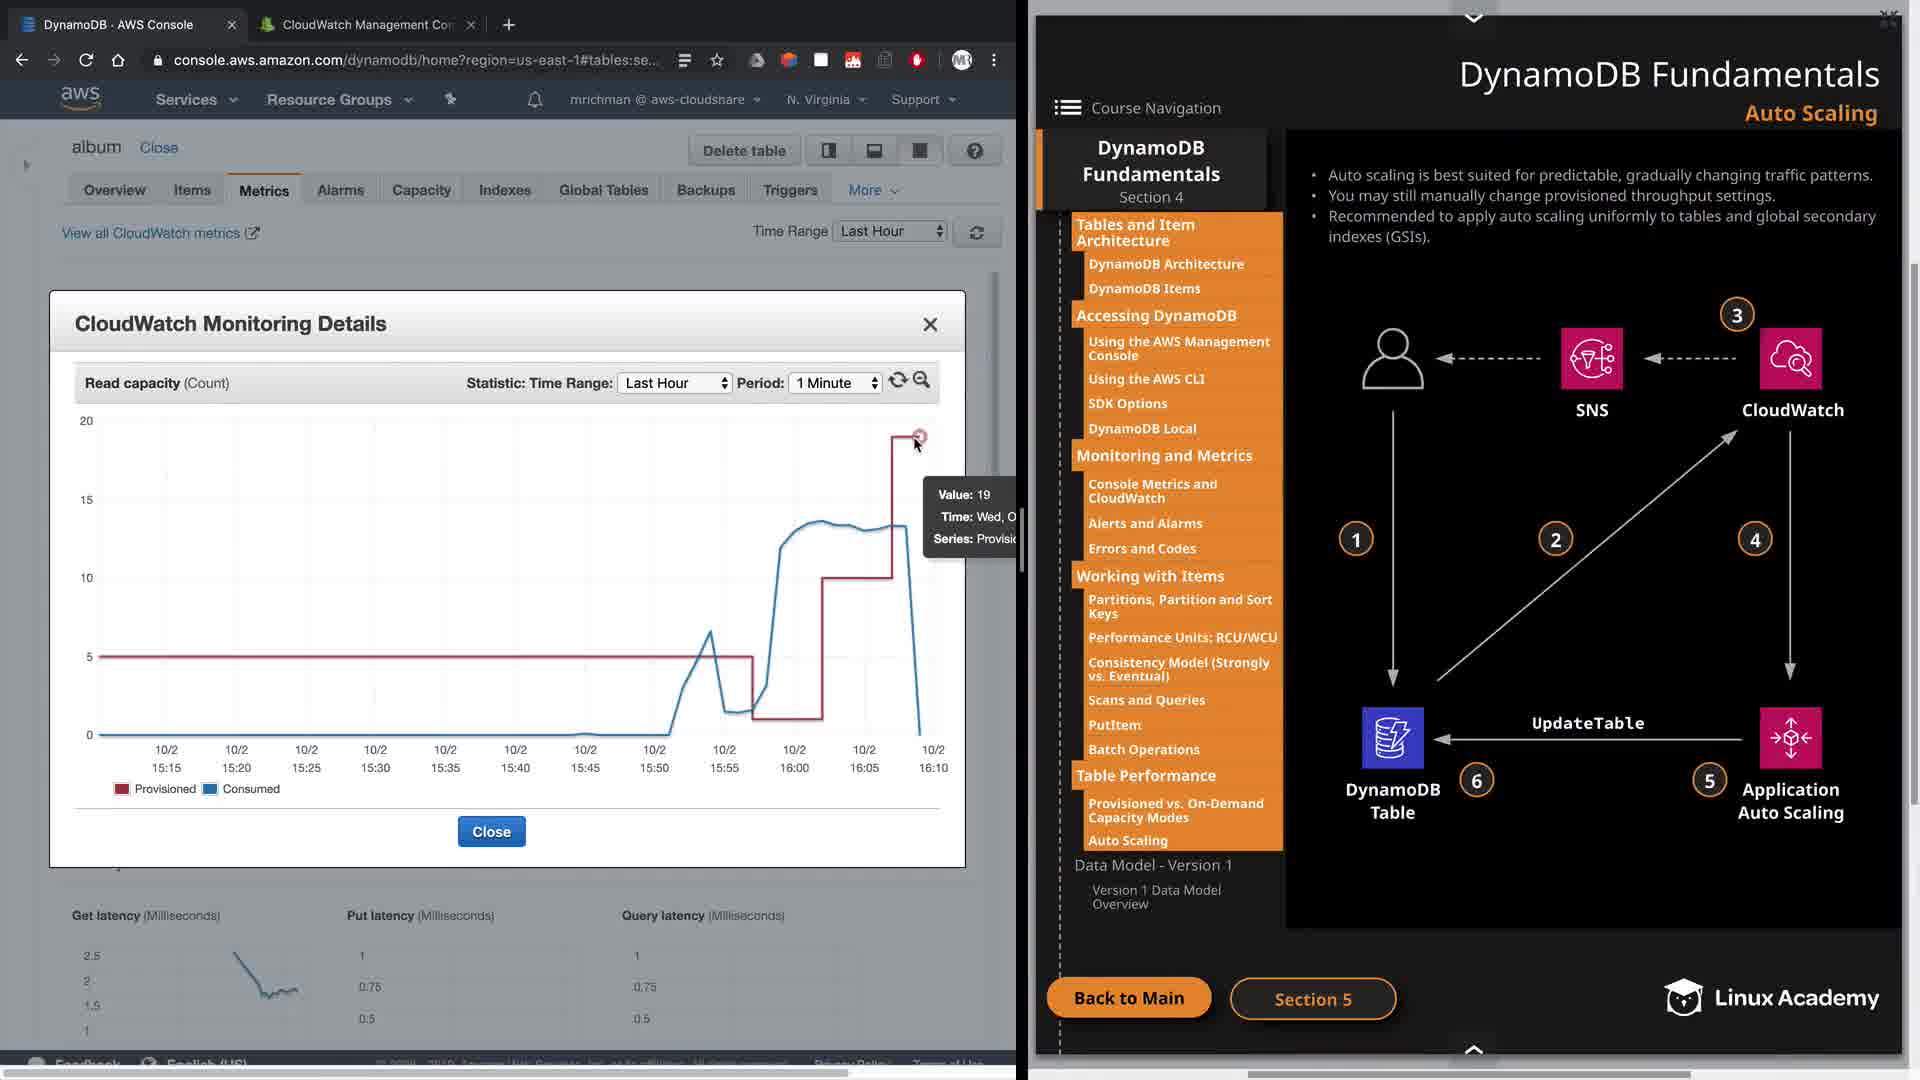 DynamoDB · AWS Console
CloudWatch Management Con
console.aws.amazon.com/dynamodb/home?region=us-east-1#tables:se...
aws
Services
Resource Groups
mrichman @ aws-cloudshare
N. Virginia
Support
album
Close
Delete table
Overview
Items
Metrics
Alarms
Capacity
Indexes
Global Tables
Backups
Triggers
More
View all CloudWatch metrics
Time Range
Last Hour
CloudWatch Monitoring Details
Read capacity (Count)
Statistic: Time Range:
Last Hour
Period:
1 Minute
20
15
10
5
0
Value: 19
Time: Wed, O
Series: Provisio
10/2 15:15
10/2 15:20
10/2 15:25
10/2 15:30
10/2 15:35
10/2 15:40
10/2 15:45
10/2 15:50
10/2 15:55
10/2 16:00
10/2 16:05
10/2 16:10
Provisioned
Consumed
Close
Get latency (Milliseconds)
2.5
2
1.5
1
Put latency (Milliseconds)
1
0.75
0.5
Query latency (Milliseconds)
1
0.75
0.5
Feedback
English (US)
DynamoDB Fundamentals
Auto Scaling
Course Navigation
DynamoDB
Fundamentals
Section 4
Tables and Item
Architecture
DynamoDB Architecture
DynamoDB Items
Accessing DynamoDB
Using the AWS Management
Console
Using the AWS CLI
SDK Options
DynamoDB Local
Monitoring and Metrics
Console Metrics and
CloudWatch
Alerts and Alarms
Errors and Codes
Working with Items
Partitions, Partition and Sort
Keys
Performance Units: RCU/WCU
Consistency Model (Strongly
vs. Eventual)
Scans and Queries
PutItem
Batch Operations
Table Performance
Provisioned vs. On-Demand
Capacity Modes
Auto Scaling
Data Model - Version 1
Version 1 Data Model
Overview
• Auto scaling is best suited for predictable, gradually changing traffic patterns.
• You may still manually change provisioned throughput settings.
• Recommended to apply auto scaling uniformly to tables and global secondary
indexes (GSIs).
3
SNS
CloudWatch
1
2
4
UpdateTable
6
5
DynamoDB
Table
Application
Auto Scaling
Back to Main
Section 5
Linux Academy